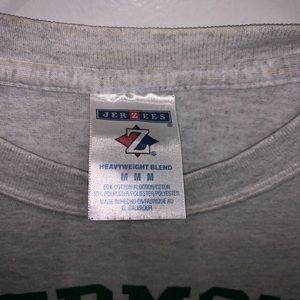 JERZEES
Z
HEAVYWEIGHT BLEND
M M M
50% COTTON/ALGODON/COTON
50% POLYESTER/POLIESTER/POLYESTER
MADE IN/HECHO EN/FABRIQUE AU
EL SALVADOR